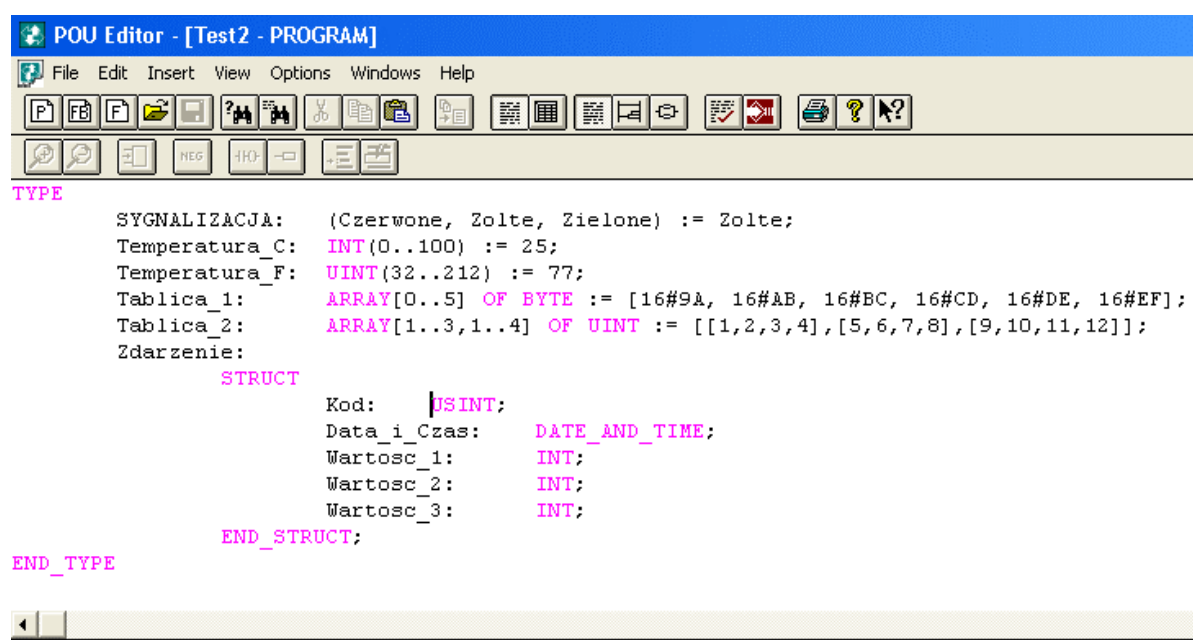 POU Editor - [Test2 - PROGRAM]
File Edit Insert View Options Windows Help
P FB F ? ?
NEG
TYPE
SYGNALIZACJA: (Czerwone, Zolte, Zielone) := Zolte;
Temperatura_C: INT(0..100) := 25;
Temperatura_F: UINT(32..212) := 77;
Tablica_1: ARRAY[0..5] OF BYTE := [16#9A, 16#AB, 16#BC, 16#CD, 16#DE, 16#EF];
Tablica_2: ARRAY[1..3,1..4] OF UINT := [[1,2,3,4],[5,6,7,8],[9,10,11,12]];
Zdarzenie:
STRUCT
Kod: USINT;
Data_i_Czas: DATE_AND_TIME;
Wartosc_1: INT;
Wartosc_2: INT;
Wartosc_3: INT;
END_STRUCT;
END_TYPE